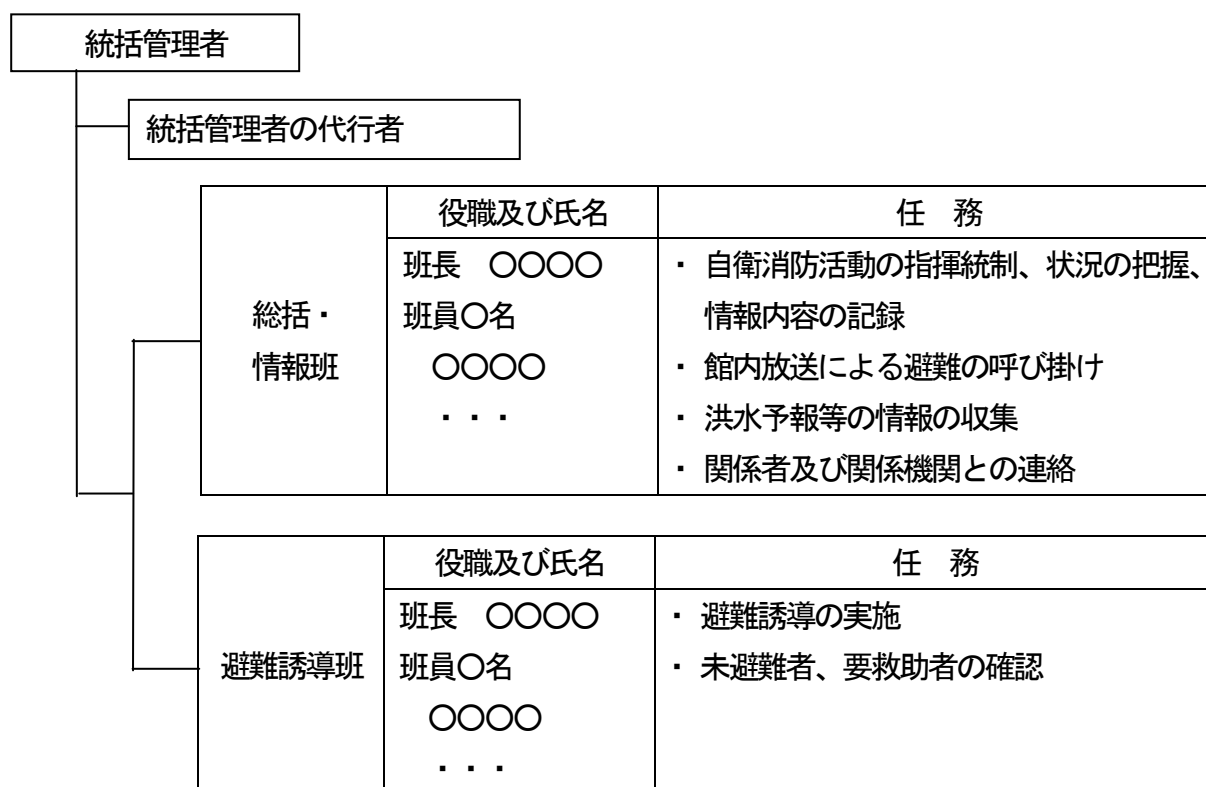 統括管理者
統括管理者の代行者
役職及び氏名
任 務
総括・
情報班
班長 〇〇〇〇
班員〇名
〇〇〇〇
・・・
・ 自衛消防活動の指揮統制、状況の把握、
情報内容の記録
・ 館内放送による避難の呼び掛け
・ 洪水予報等の情報の収集
・ 関係者及び関係機関との連絡
役職及び氏名
任 務
避難誘導班
班長 〇〇〇〇
班員〇名
〇〇〇〇
・・・
・ 避難誘導の実施
・ 未避難者、要救助者の確認